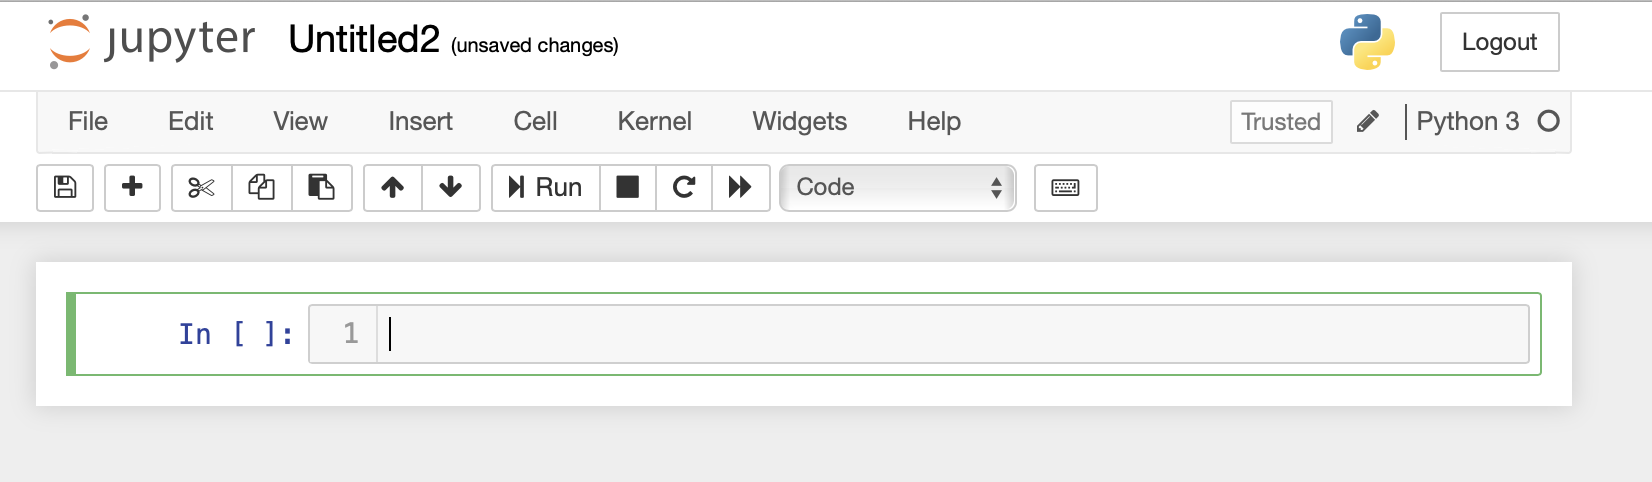 jupyter Untitled2 (unsaved changes) Logout
File Edit View Insert Cell Kernel Widgets Help Trusted Python 3
Run Code
In [ ]: 1